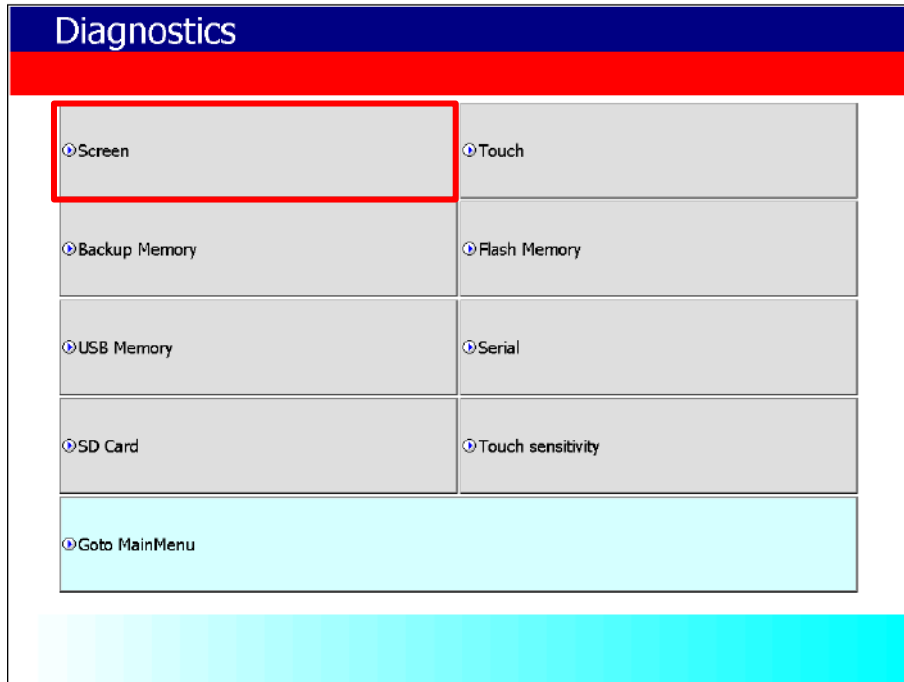 Diagnostics
Screen
Touch
Backup Memory
Flash Memory
USB Memory
Serial
SD Card
Touch sensitivity
Goto MainMenu